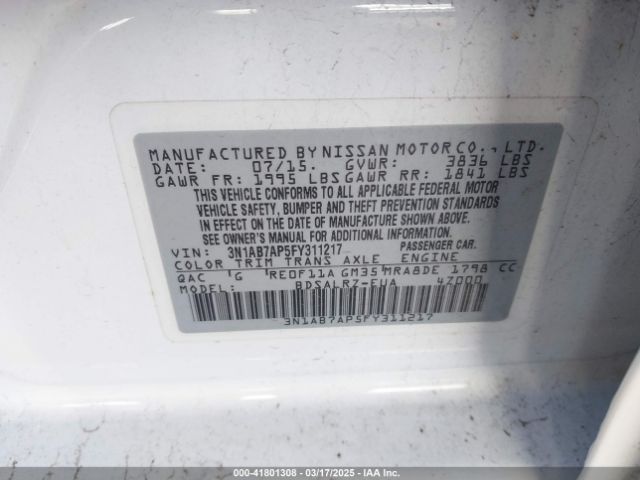 MANUFACTURED BY NISSAN MOTOR CO., LTD.
DATE: 07/15. GVWR: 3836 LBS
GAWR FR: 1995 LBS GAWR RR: 1841 LBS
THIS VEHICLE CONFORMS TO ALL APPLICABLE FEDERAL MOTOR
VEHICLE SAFETY, BUMPER AND THEFT PREVENTION STANDARDS
IN EFFECT ON THE DATE OF MANUFACTURE SHOWN ABOVE.
SEE OWNER'S MANUAL FOR ADDITIONAL INFORMATION.
VIN: 3N1AB7AP5FY311217 PASSENGER CAR.
COLOR TRIM TRANS AXLE ENGINE
QAC G RE0F11A GM35 MRA8DE 1798 CC
MODEL: BDSALRZ-EUA 4Z000
3N1AB7AP5FY311217
000-41801308 | 03/17/2025 - IAA Inc.